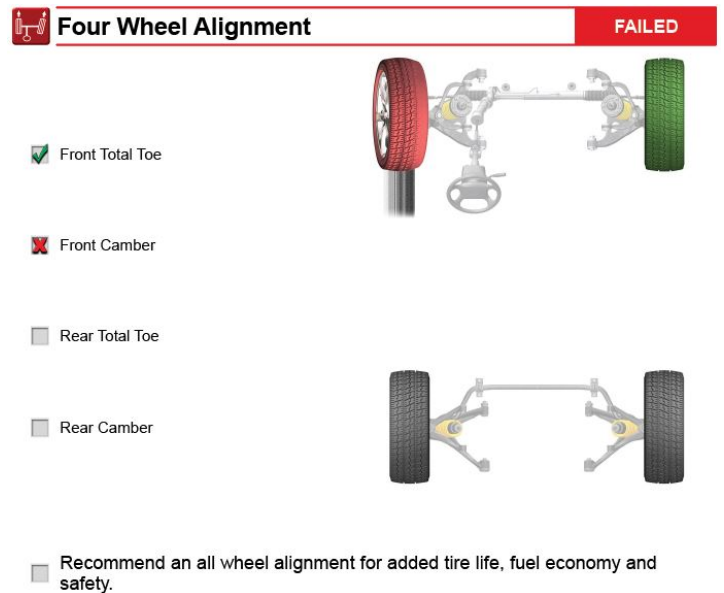 Four Wheel Alignment
FAILED
Front Total Toe
Front Camber
Rear Total Toe
Rear Camber
Recommend an all wheel alignment for added tire life, fuel economy and
safety.